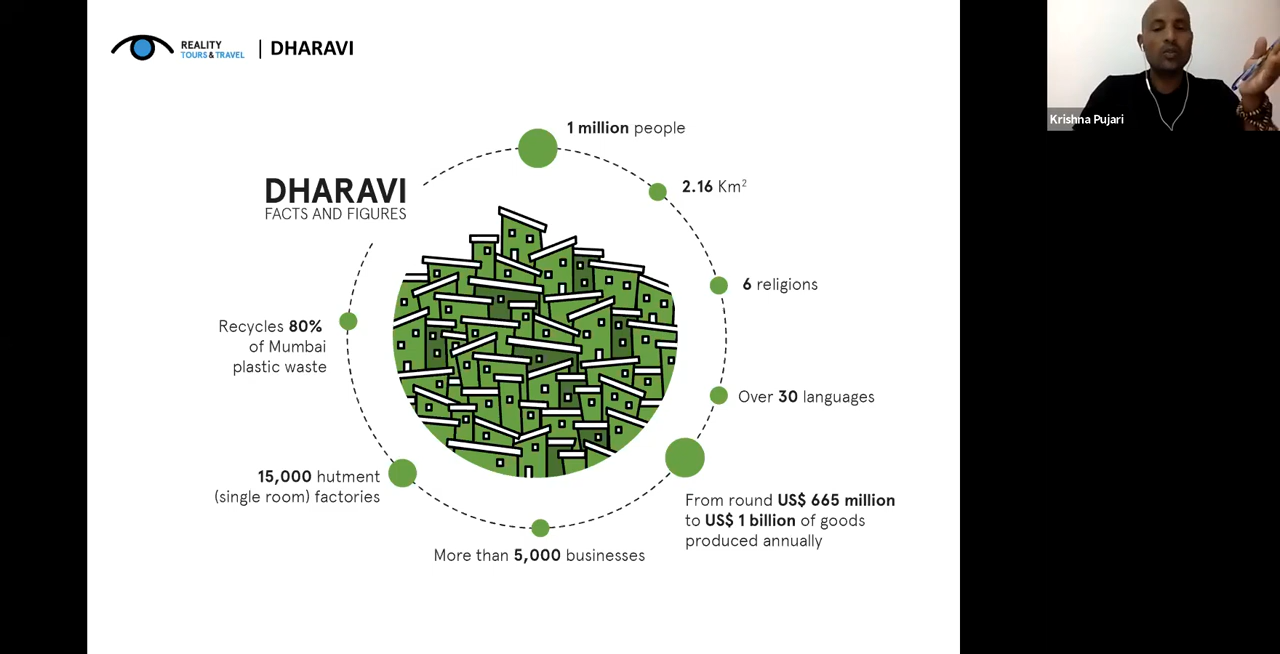 REALITY
TOURS & TRAVEL
| DHARAVI
Krishna Pujari
DHARAVI
FACTS AND FIGURES
1 million people
2.16 Km²
6 religions
Over 30 languages
From round US$ 665 million
to US$ 1 billion of goods
produced annually
More than 5,000 businesses
15,000 hutment
(single room) factories
Recycles 80%
of Mumbai
plastic waste